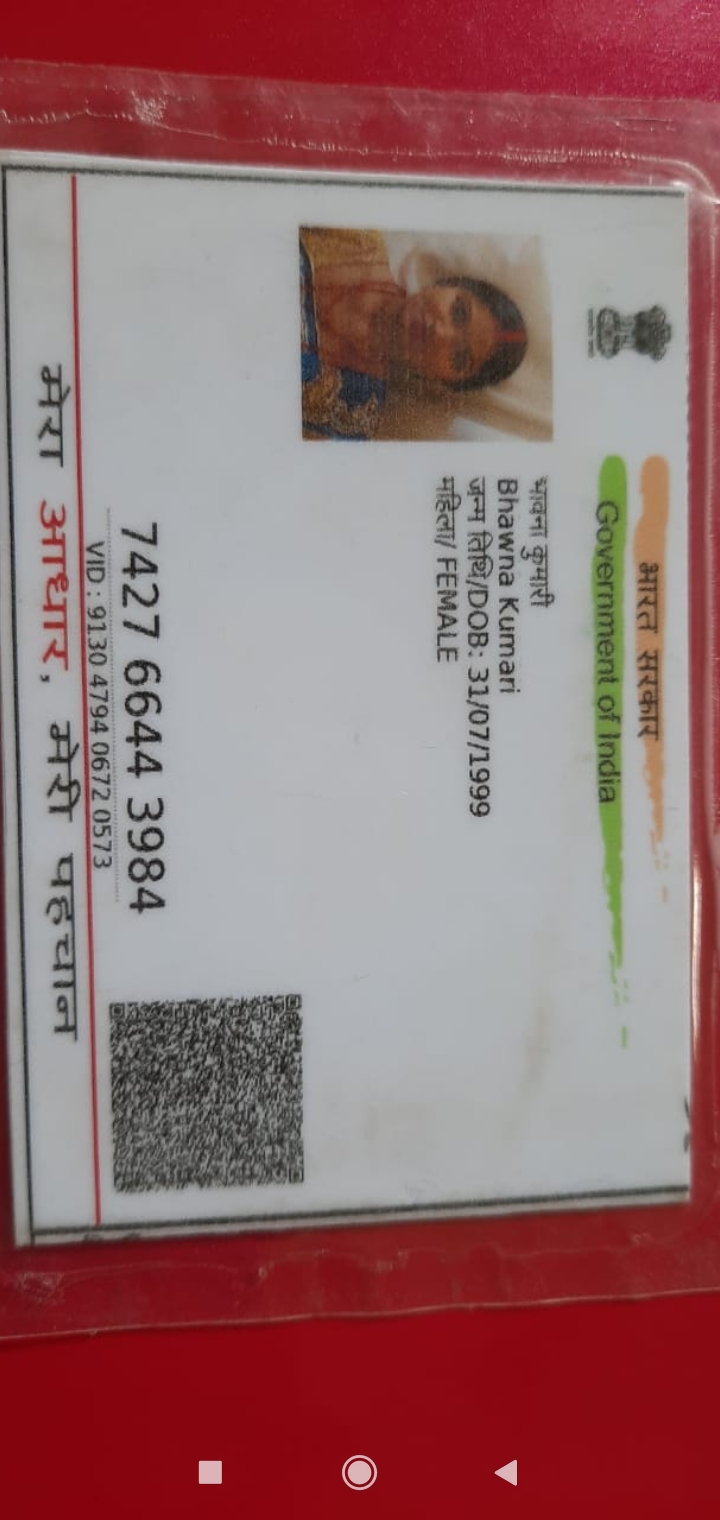 भारत सरकार
Government of India
भावना कुमारी
Bhawna Kumari
जन्म तिथि/DOB: 31/07/1999
महिला/ FEMALE
7427 6644 3984
VID : 9130 4794 0672 0573
मेरा आधार, मेरी पहचान